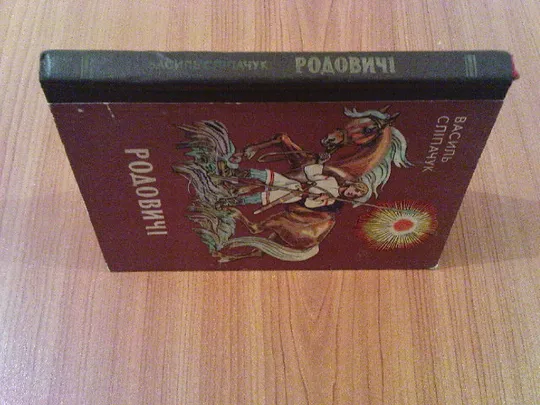 ВАСИЛЬ СЛІПАЧУК РОДОВИЧІ
ВАСИЛЬ
СЛІПАЧУК
РОДОВИЧІ